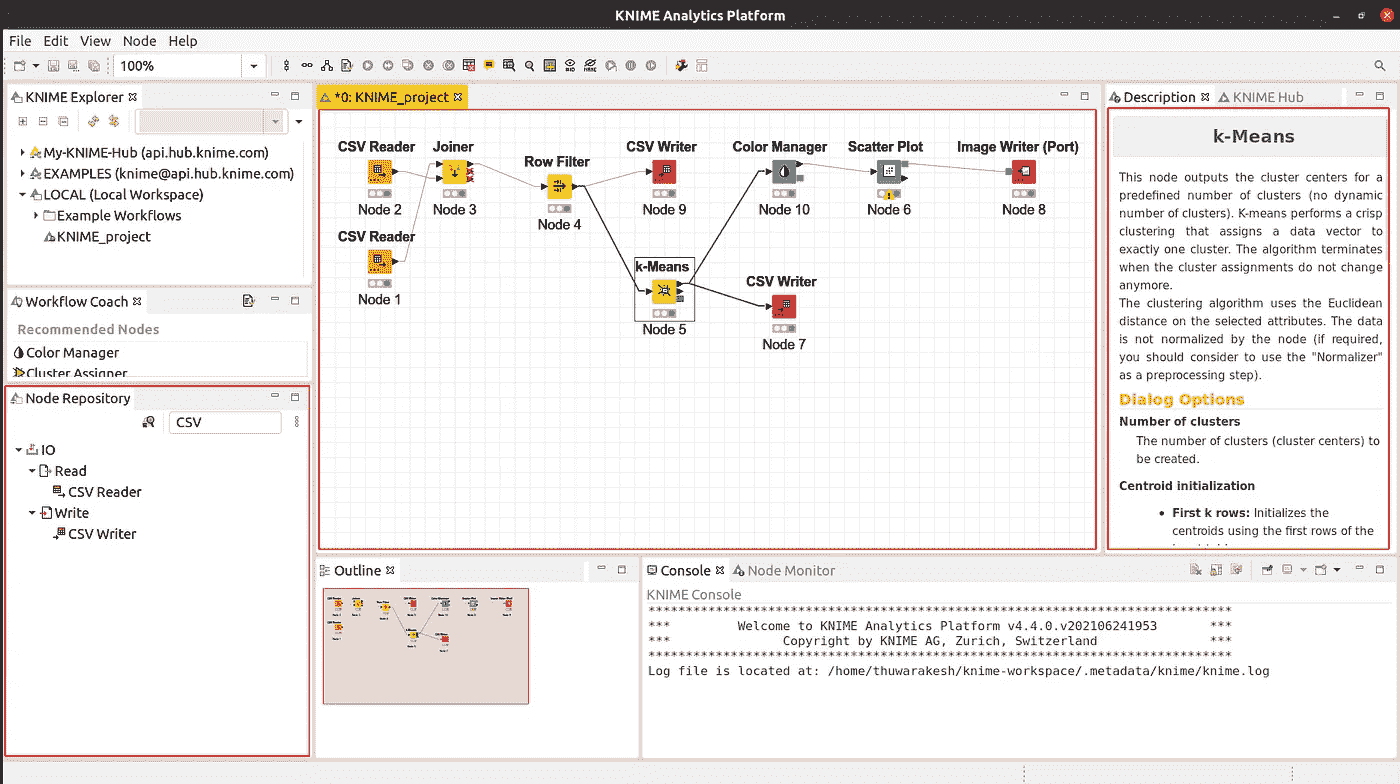 KNIME Analytics Platform
File Edit View Node Help
100%
KNIME Explorer
My-KNIME-Hub (api.hub.knime.com)
EXAMPLES (knime@api.hub.knime.com)
LOCAL (Local Workspace)
Example Workflows
KNIME_project
Workflow Coach
Recommended Nodes
Color Manager
Cluster Assigner
Node Repository
CSV
IO
Read
CSV Reader
Write
CSV Writer
*0: KNIME_project
CSV Reader
Node 2
Joiner
Node 3
CSV Reader
Node 1
Row Filter
Node 4
CSV Writer
Node 9
k-Means
Node 5
Color Manager
Node 10
CSV Writer
Node 7
Scatter Plot
Node 6
Image Writer (Port)
Node 8
Description KNIME Hub
k-Means
This node outputs the cluster centers for a
predefined number of clusters (no dynamic
number of clusters). K-means performs a crisp
clustering that assigns a data vector to
exactly one cluster. The algorithm terminates
when the cluster assignments do not change
anymore.
The clustering algorithm uses the Euclidean
distance on the selected attributes. The data
is not normalized by the node (if required,
you should consider to use the "Normalizer"
as a preprocessing step).
Dialog Options
Number of clusters
The number of clusters (cluster centers) to
be created.
Centroid initialization
• First k rows: Initializes the
centroids using the first rows of the
Outline
Console Node Monitor
KNIME Console
********************************************************************************
*** Welcome to KNIME Analytics Platform v4.4.0.v202106241953 ***
*** Copyright by KNIME AG, Zurich, Switzerland ***
********************************************************************************
Log file is located at: /home/thuwarakesh/knime-workspace/.metadata/knime/knime.log